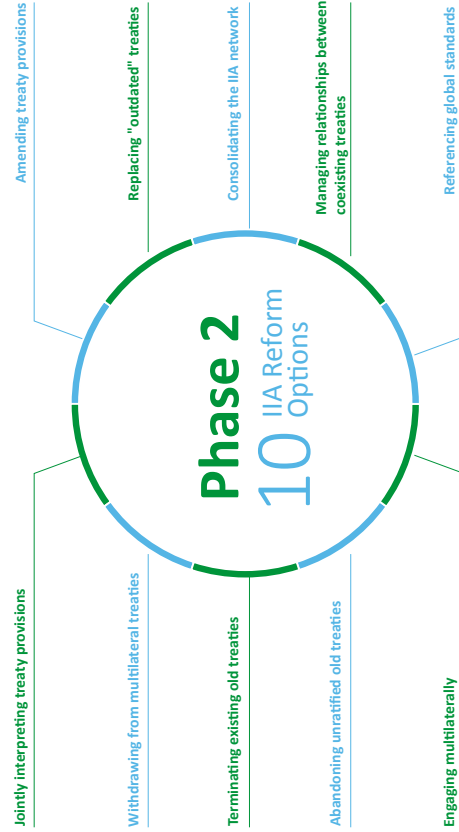 Jointly interpreting treaty provisions
Amending treaty provisions
Withdrawing from multilateral treaties
Replacing "outdated" treaties
Phase 2
10
IIA Reform
Options
Terminating existing old treaties
Consolidating the IIA network
Abandoning unratified old treaties
Managing relationships between
coexisting treaties
Engaging multilaterally
Referencing global standards